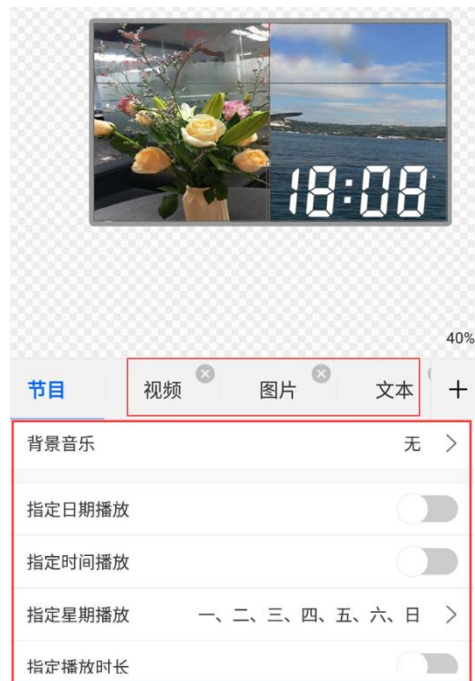 18:08
40%
节目 视频 图片 文本 +
背景音乐 无
指定日期播放
指定时间播放
指定星期播放 一、二、三、四、五、六、日
指定播放时长